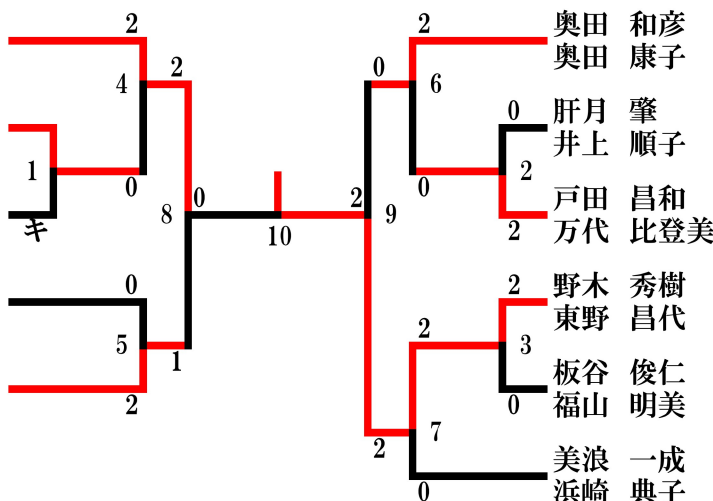 2
4
2
1
0
キ
8
0
10
0
5
1
2
2
0
6
0
2
9
0
2
2
2
3
2
0
7
2
0
奥田 和彦
奥田 康子
肝月 肇
井上 順子
戸田 昌和
万代 比登美
野木 秀樹
東野 昌代
板谷 俊仁
福山 明美
美浪 一成
浜崎 典子